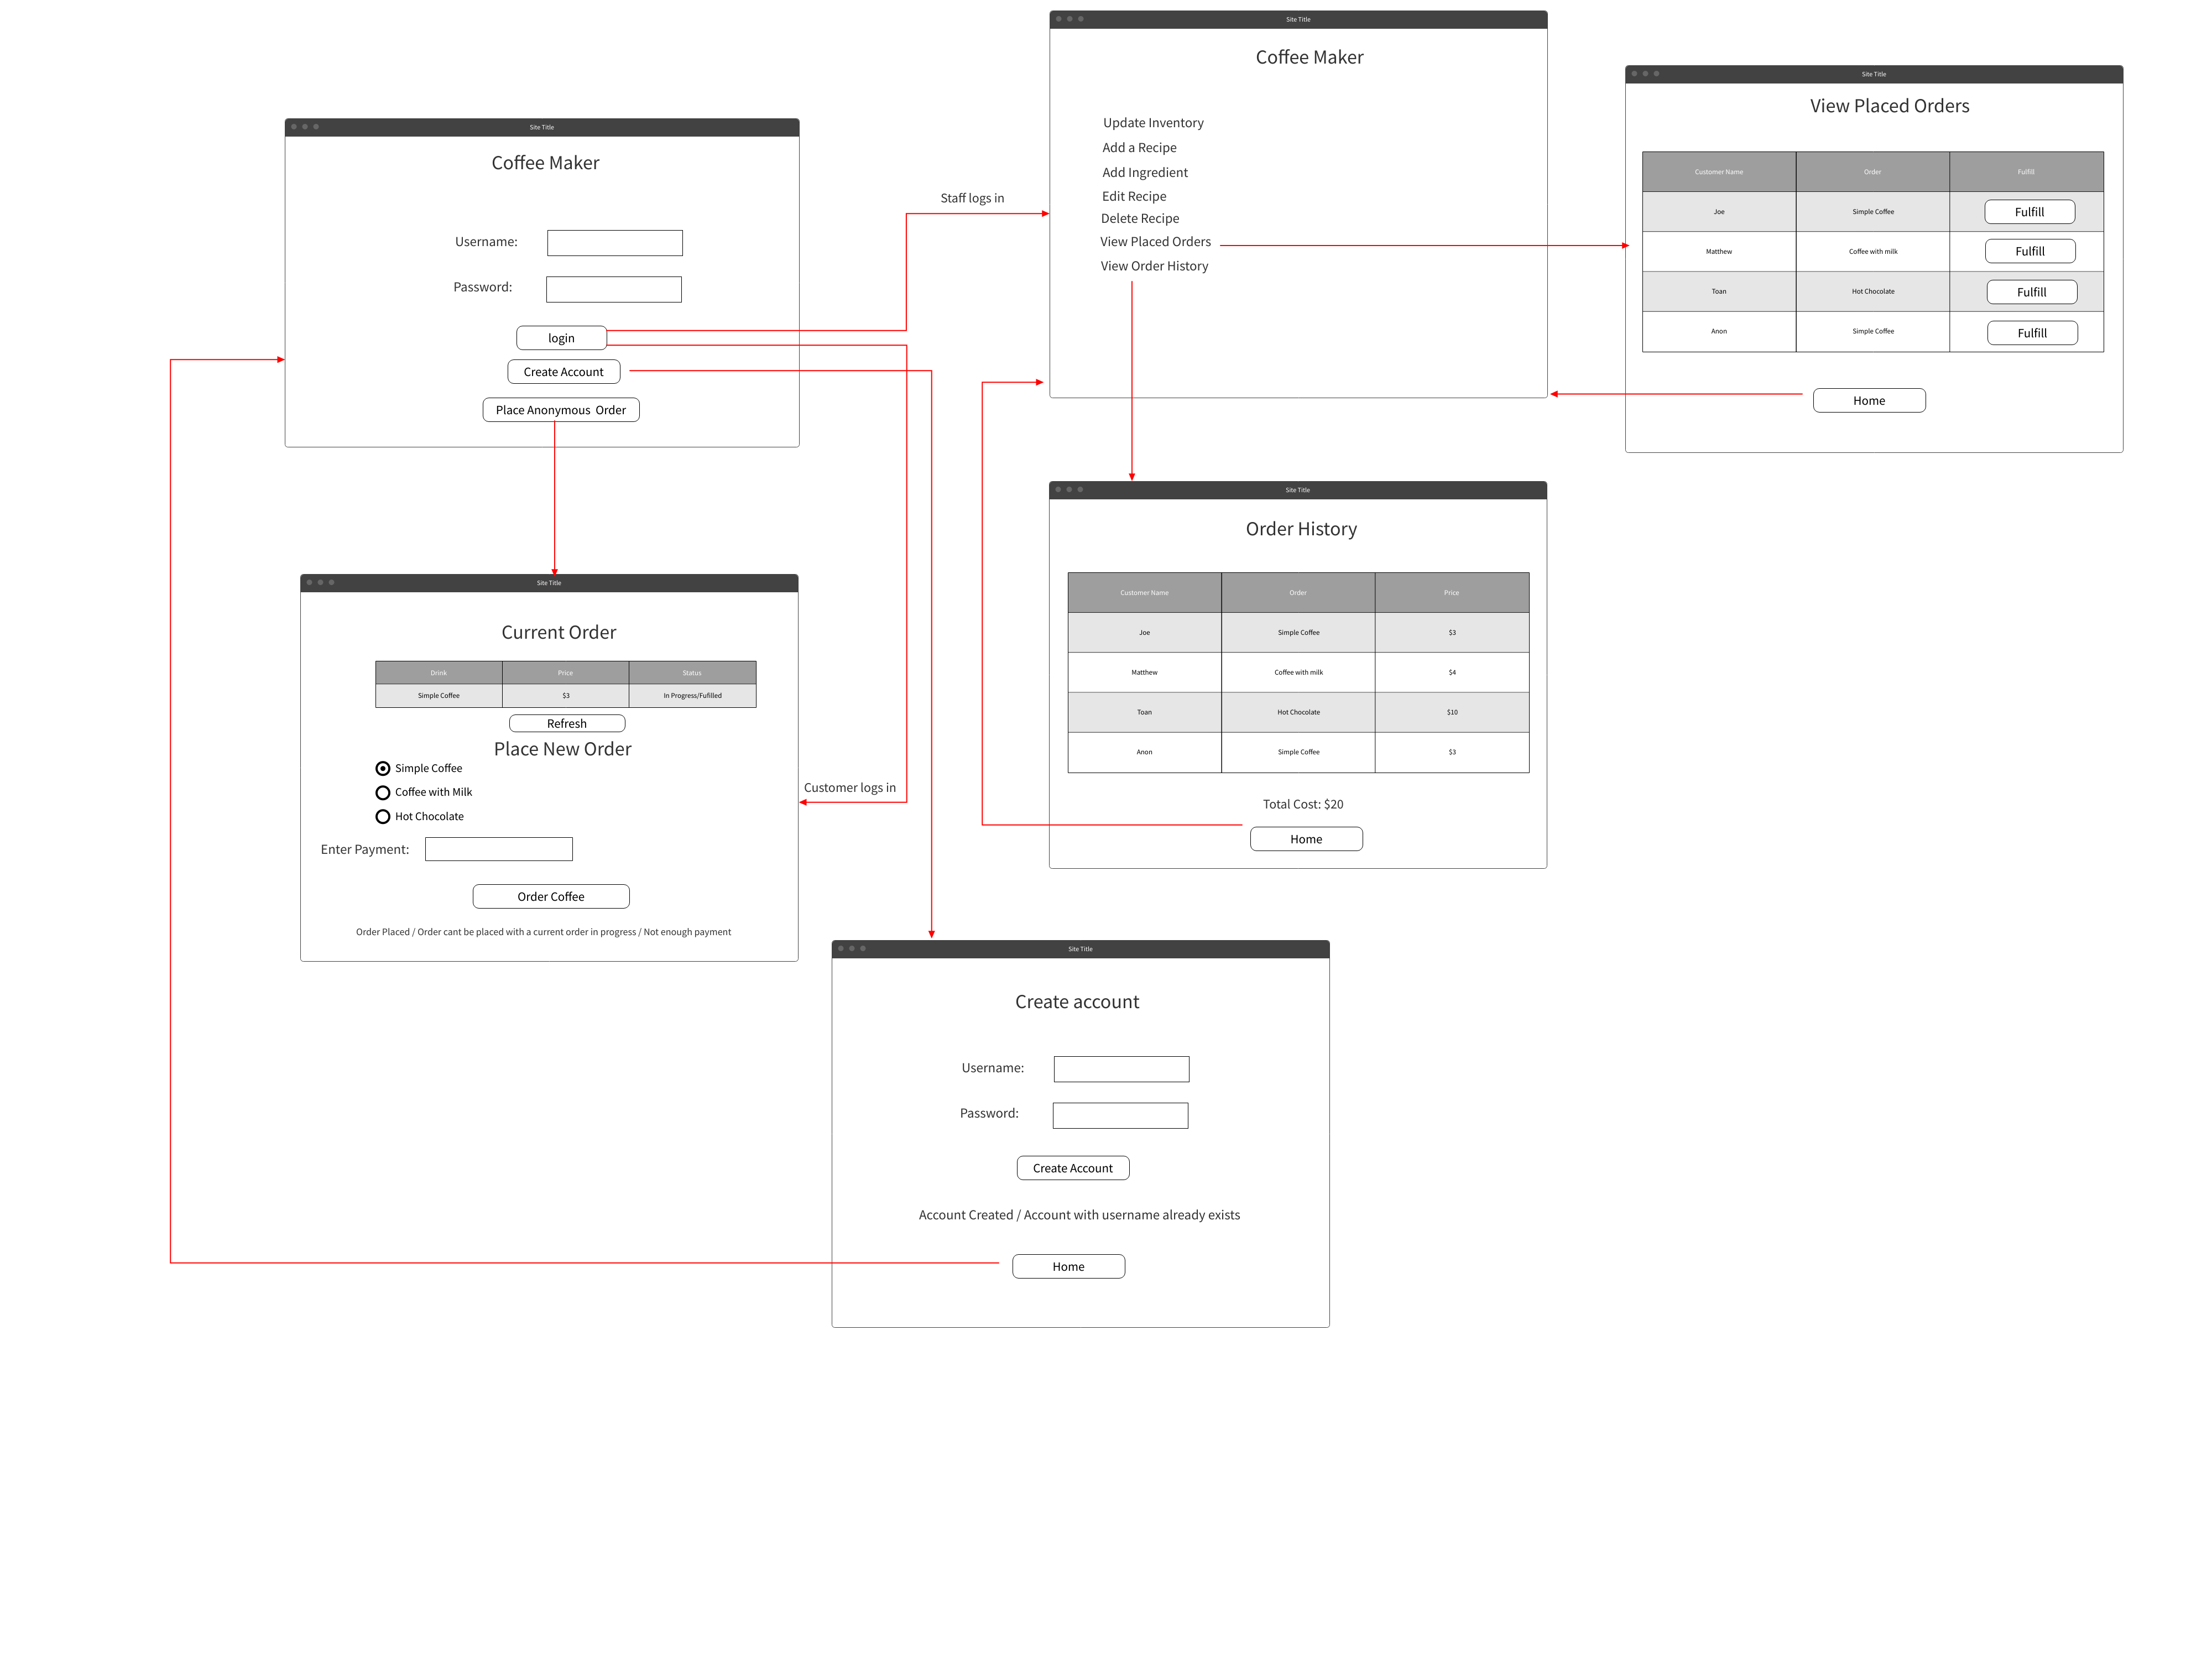 Site Title
Coffee Maker
Username:
Password:
login
Create Account
Place Anonymous  Order
Staff logs in
Site Title
Coffee Maker
Update Inventory
Add a Recipe
Add Ingredient
Edit Recipe
Delete Recipe
View Placed Orders
View Order History
Site Title
View Placed Orders
Customer Name Order Fulfill
Joe Simple Coffee Fulfill
Matthew Coffee with milk Fulfill
Toan Hot Chocolate Fulfill
Anon Simple Coffee Fulfill
Home
Site Title
Current Order
Drink Price Status
Simple Coffee $3 In Progress/Fufilled
Refresh
Place New Order
Simple Coffee
Coffee with Milk
Hot Chocolate
Enter Payment:
Order Coffee
Order Placed / Order cant be placed with a current order in progress / Not enough payment
Customer logs in
Site Title
Order History
Customer Name Order Price
Joe Simple Coffee $3
Matthew Coffee with milk $4
Toan Hot Chocolate $10
Anon Simple Coffee $3
Total Cost: $20
Home
Site Title
Create account
Username:
Password:
Create Account
Account Created / Account with username already exists
Home